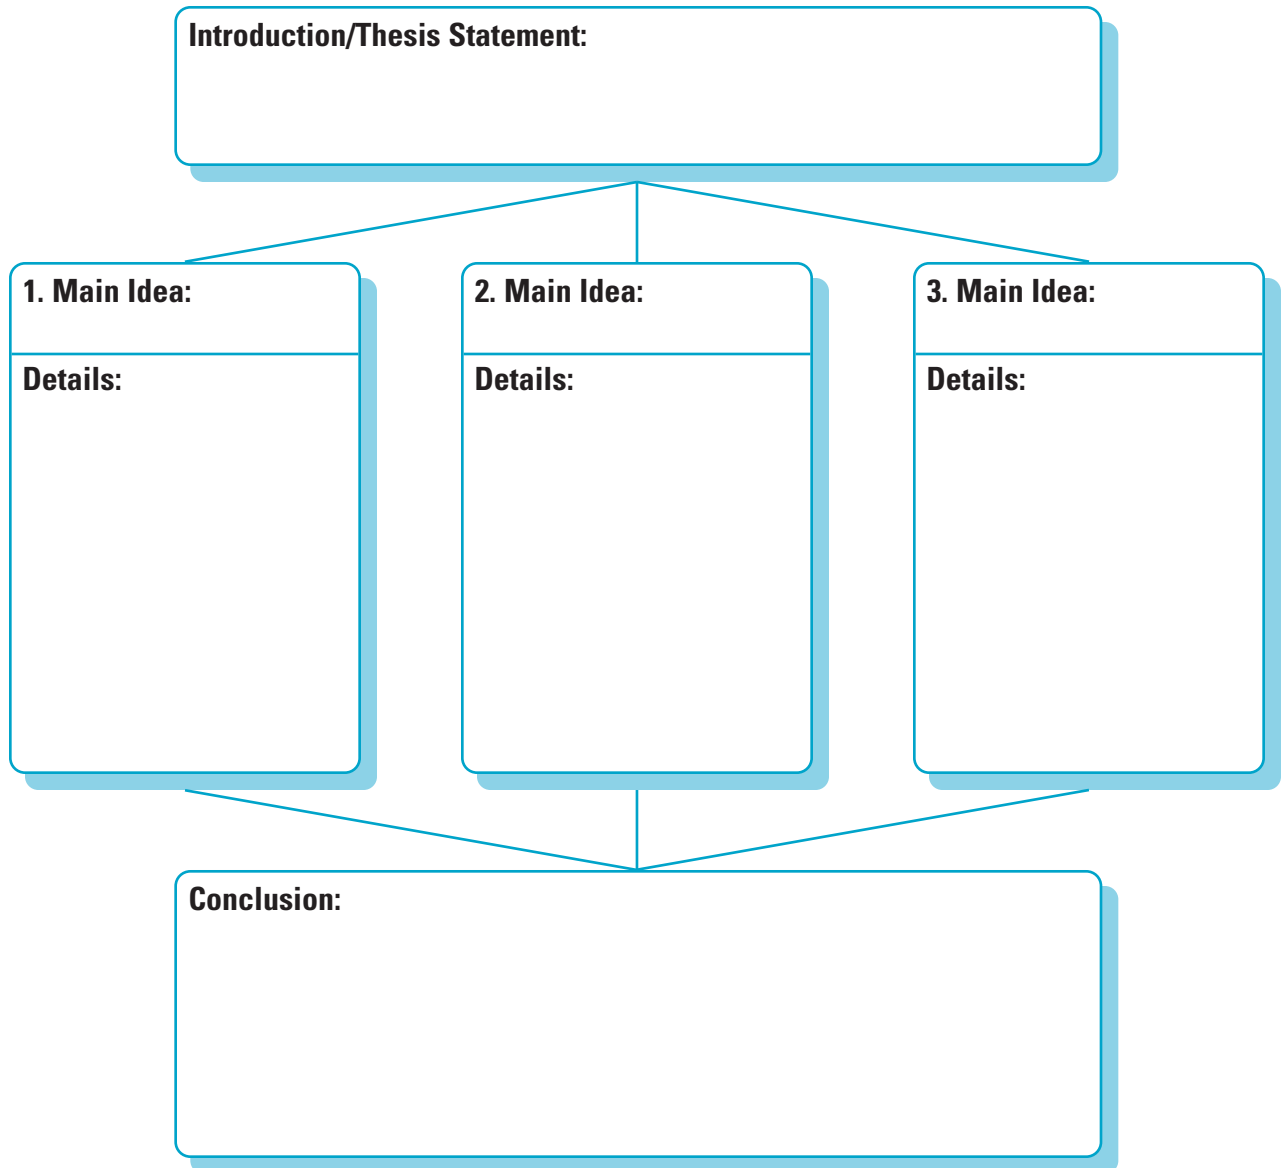 Introduction/Thesis Statement:
1. Main Idea:
Details:
2. Main Idea:
Details:
3. Main Idea:
Details:
Conclusion: